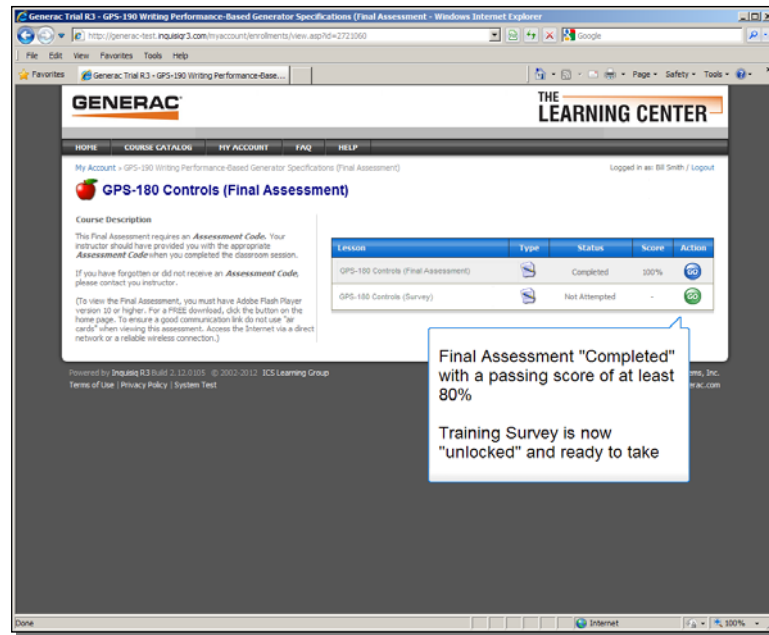 Generac Trial R3 - GPS-190 Writing Performance-Based Generator Specifications (Final Assessment) - Windows Internet Explorer
http://generac-test.inquisiqr3.com/myaccount/enrollments/view.asp?id=2721060
Google
File Edit View Favorites Tools Help
Favorites
Generac Trial R3 - GPS-190 Writing Performance-Base...
Page Safety Tools
GENERAC
THE
LEARNING CENTER
HOME COURSE CATALOG MY ACCOUNT FAQ HELP
My Account > GPS-190 Writing Performance-Based Generator Specifications (Final Assessment)
Logged in as: Bill Smith / Logout
GPS-180 Controls (Final Assessment)
Course Description
This Final Assessment requires an Assessment Code. Your
instructor should have provided you with the appropriate
Assessment Code when you completed the classroom session.
If you have forgotten or did not receive an Assessment Code,
please contact you instructor.
(To view the Final Assessment, you must have Adobe Flash Player
version 10 or higher. For a FREE download, click the button on the
home page. To ensure a good communication link do not use "air
cards" when viewing this assessment. Access the Internet via a direct
network or a reliable wireless connection.)
Lesson Type Status Score Action
GPS-180 Controls (Final Assessment) Completed 100% GO
GPS-180 Controls (Survey) Not Attempted - GO
Final Assessment "Completed"
with a passing score of at least
80%
Training Survey is now
"unlocked" and ready to take
Powered by Inquisiq R3 Build 2.12.0105 © 2002-2012 ICS Learning Group
ems, Inc.
Terms of Use | Privacy Policy | System Test
erac.com
Done
Internet
100%